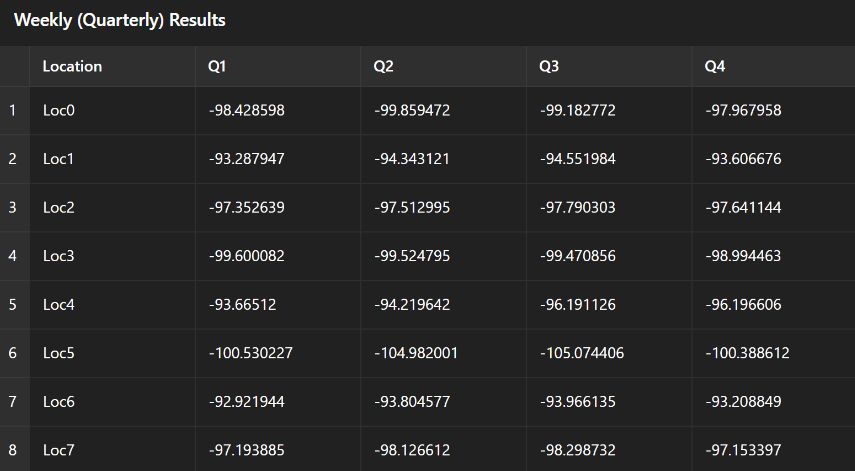 Weekly (Quarterly) Results
Location Q1 Q2 Q3 Q4
1 Loc0 -98.428598 -99.859472 -99.182772 -97.967958
2 Loc1 -93.287947 -94.343121 -94.551984 -93.606676
3 Loc2 -97.352639 -97.512995 -97.790303 -97.641144
4 Loc3 -99.600082 -99.524795 -99.470856 -98.994463
5 Loc4 -93.66512 -94.219642 -96.191126 -96.196606
6 Loc5 -100.530227 -104.982001 -105.074406 -100.388612
7 Loc6 -92.921944 -93.804577 -93.966135 -93.208849
8 Loc7 -97.193885 -98.126612 -98.298732 -97.153397